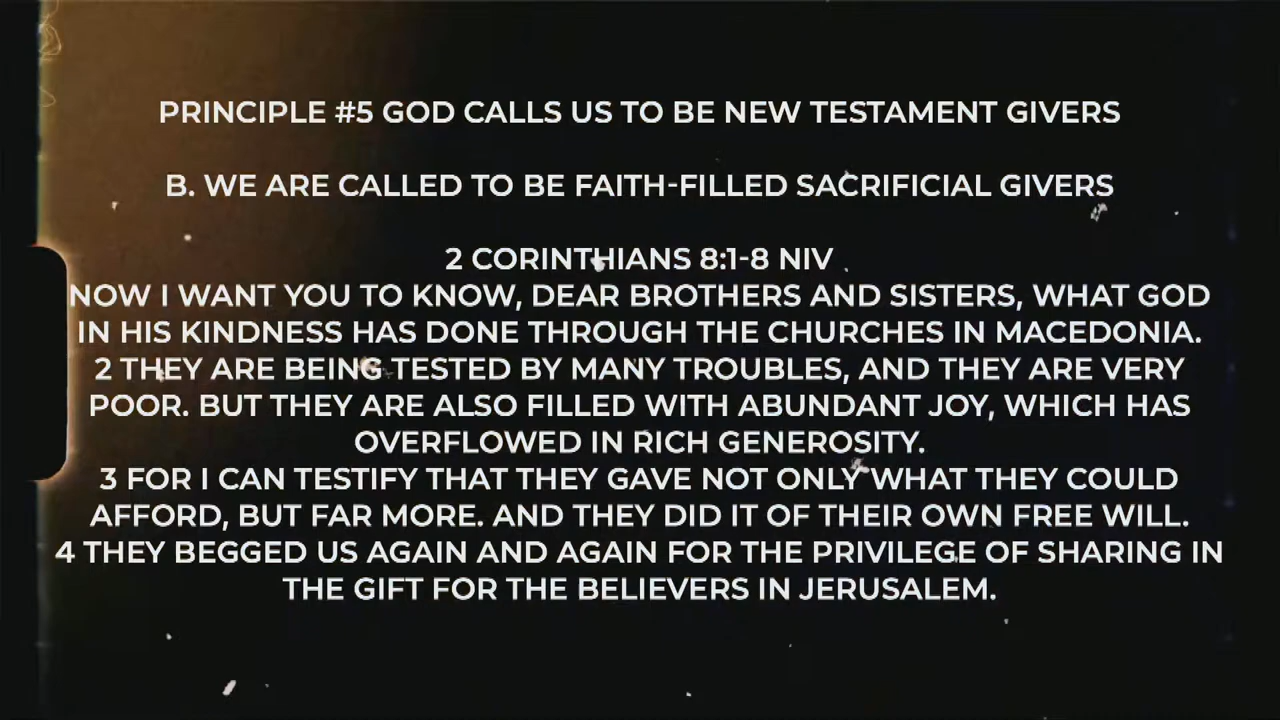 PRINCIPLE #5 GOD CALLS US TO BE NEW TESTAMENT GIVERS
B. WE ARE CALLED TO BE FAITH-FILLED SACRIFICIAL GIVERS
2 CORINTHIANS 8:1-8 NIV
NOW I WANT YOU TO KNOW, DEAR BROTHERS AND SISTERS, WHAT GOD
IN HIS KINDNESS HAS DONE THROUGH THE CHURCHES IN MACEDONIA.
2 THEY ARE BEING TESTED BY MANY TROUBLES, AND THEY ARE VERY
POOR. BUT THEY ARE ALSO FILLED WITH ABUNDANT JOY, WHICH HAS
OVERFLOWED IN RICH GENEROSITY.
3 FOR I CAN TESTIFY THAT THEY GAVE NOT ONLY WHAT THEY COULD
AFFORD, BUT FAR MORE. AND THEY DID IT OF THEIR OWN FREE WILL.
4 THEY BEGGED US AGAIN AND AGAIN FOR THE PRIVILEGE OF SHARING IN
THE GIFT FOR THE BELIEVERS IN JERUSALEM.